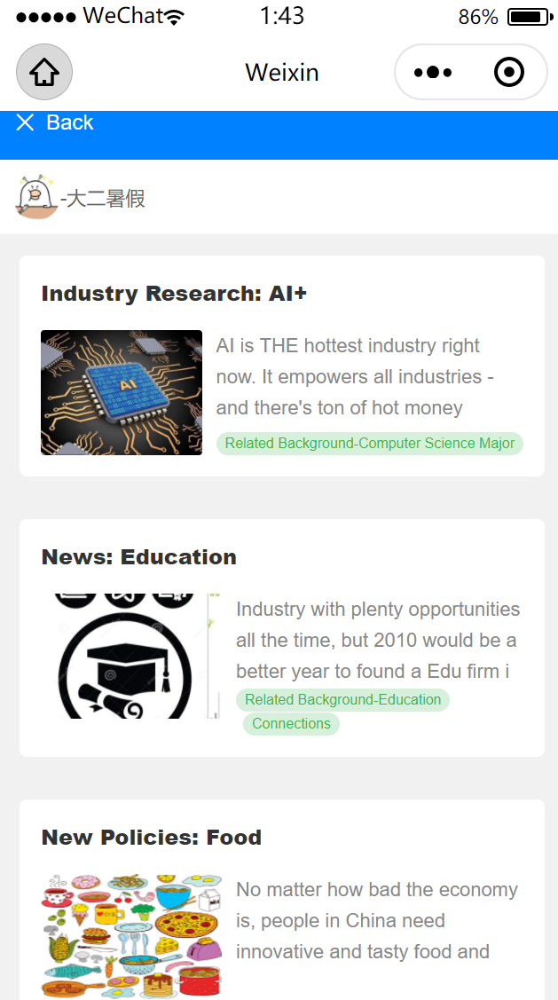 WeChat 1:43 86%
Weixin
Back
-大二暑假
Industry Research: AI+
AI
AI is THE hottest industry right
now. It empowers all industries -
and there's ton of hot money
Related Background-Computer Science Major
News: Education
Industry with plenty opportunities
all the time, but 2010 would be a
better year to found a Edu firm i
Related Background-Education
Connections
New Policies: Food
No matter how bad the economy
is, people in China need
innovative and tasty food and